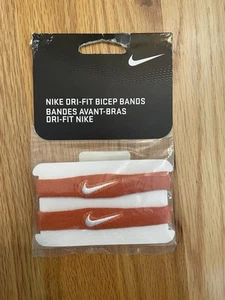 NIKE DRI-FIT BICEP BANDS
BANDES AVANT-BRAS
DRI-FIT NIKE